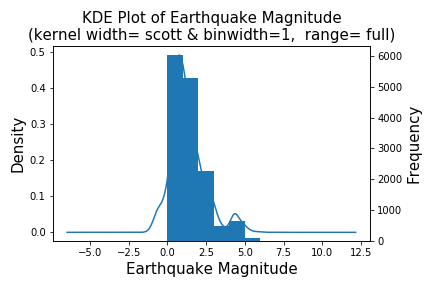 KDE Plot of Earthquake Magnitude
(kernel width= scott & binwidth=1,  range= full)
0.5
0.4
0.3
0.2
0.1
0.0
Density
6000
5000
4000
3000
2000
1000
0
Frequency
−5.0 −2.5 0.0 2.5 5.0 7.5 10.0 12.5
Earthquake Magnitude